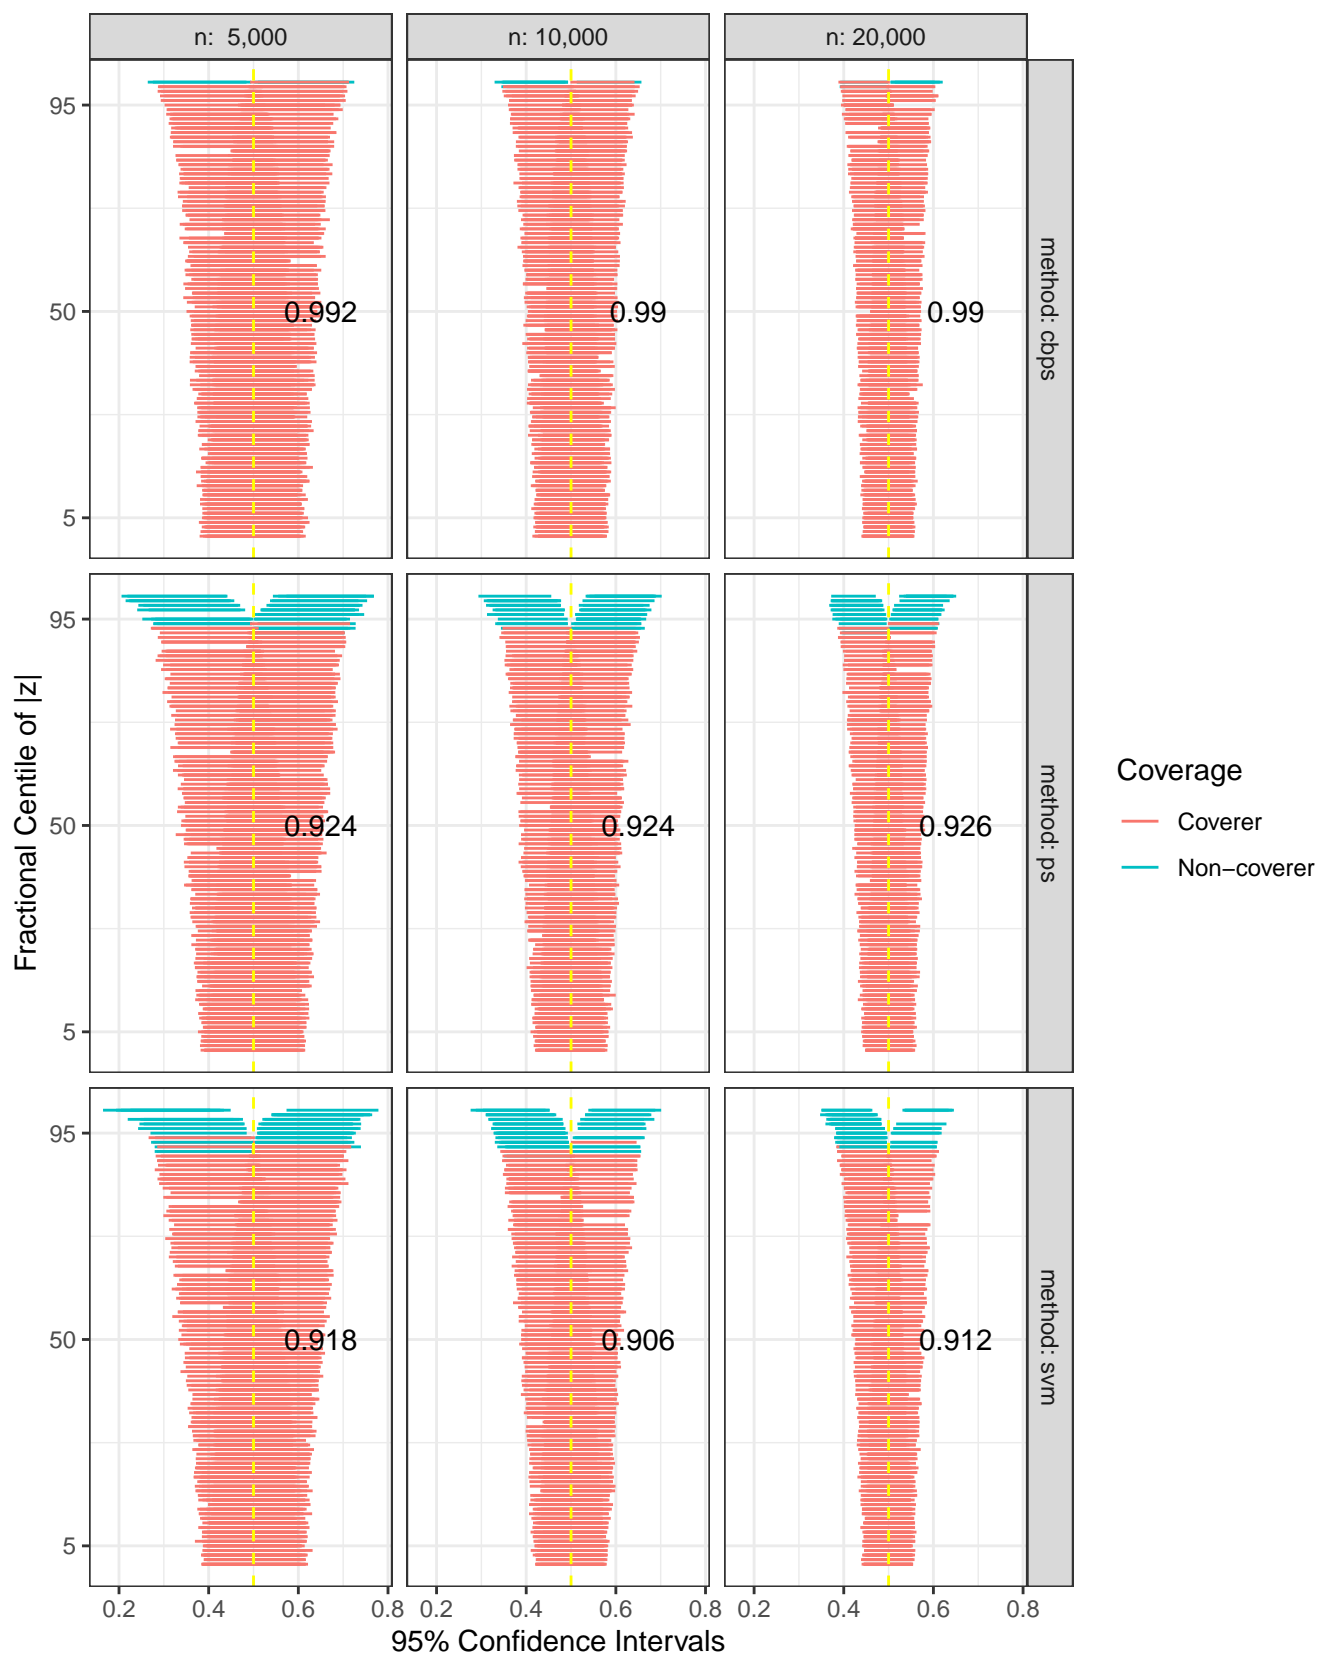 n:  5,000
n: 10,000
n: 20,000
95
50
5
0.992
0.99
0.99
method: cbps
95
50
5
0.924
0.924
0.926
method: ps
95
50
5
0.918
0.906
0.912
method: svm
Fractional Centile of |z|
0.2 0.4 0.6 0.8
0.2 0.4 0.6 0.8
0.2 0.4 0.6 0.8
95% Confidence Intervals
Coverage
Coverer
Non−coverer